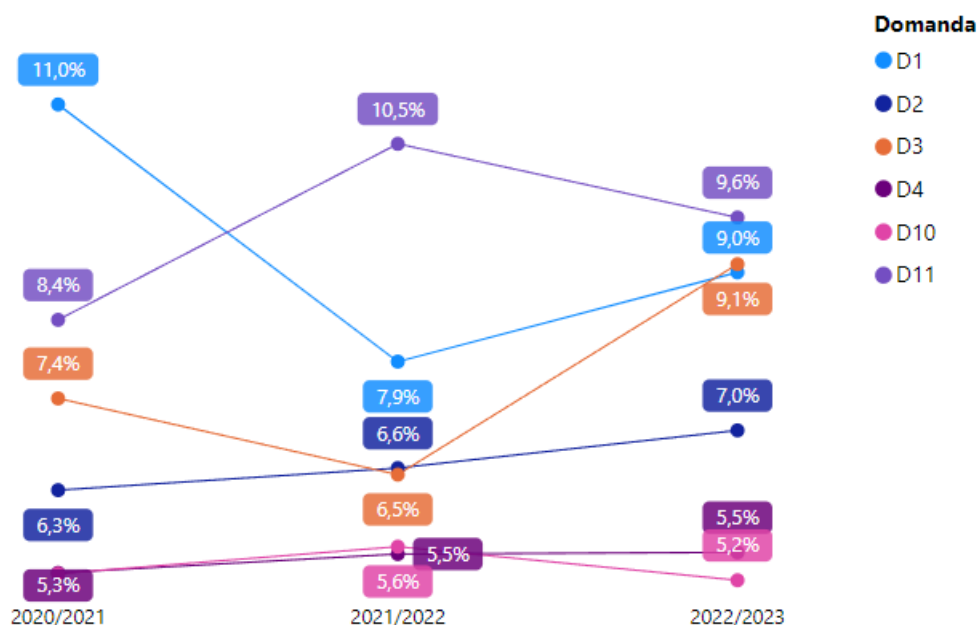 Domanda
D1
D2
D3
D4
D10
D11
11,0%
10,5%
9,6%
9,0%
8,4%
9,1%
7,4%
7,9%
7,0%
6,6%
6,3%
6,5%
5,5%
5,2%
5,5%
5,3%
5,6%
2020/2021
2021/2022
2022/2023